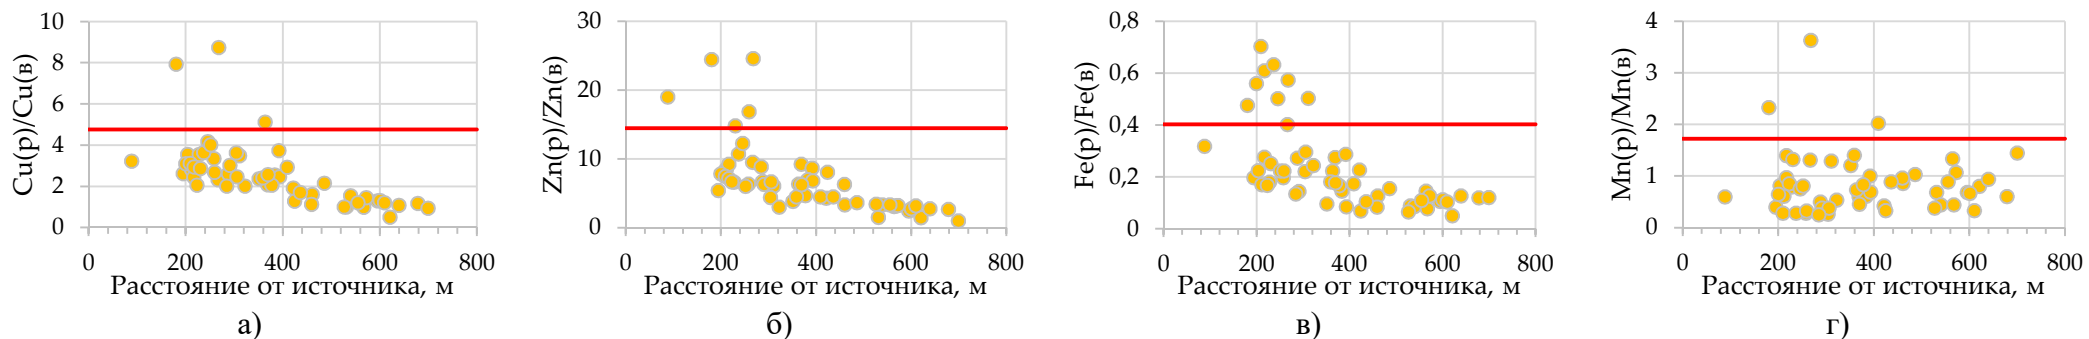 Cu(р)/Cu(в)
10
8
6
4
2
0
0 200 400 600 800
Расстояние от источника, м
а)
Zn(р)/Zn(в)
30
20
10
0
0 200 400 600 800
Расстояние от источника, м
б)
Fe(р)/Fe(в)
0,8
0,6
0,4
0,2
0
0 200 400 600 800
Расстояние от источника, м
в)
Mn(р)/Mn(в)
4
3
2
1
0
0 200 400 600 800
Расстояние от источника, м
г)